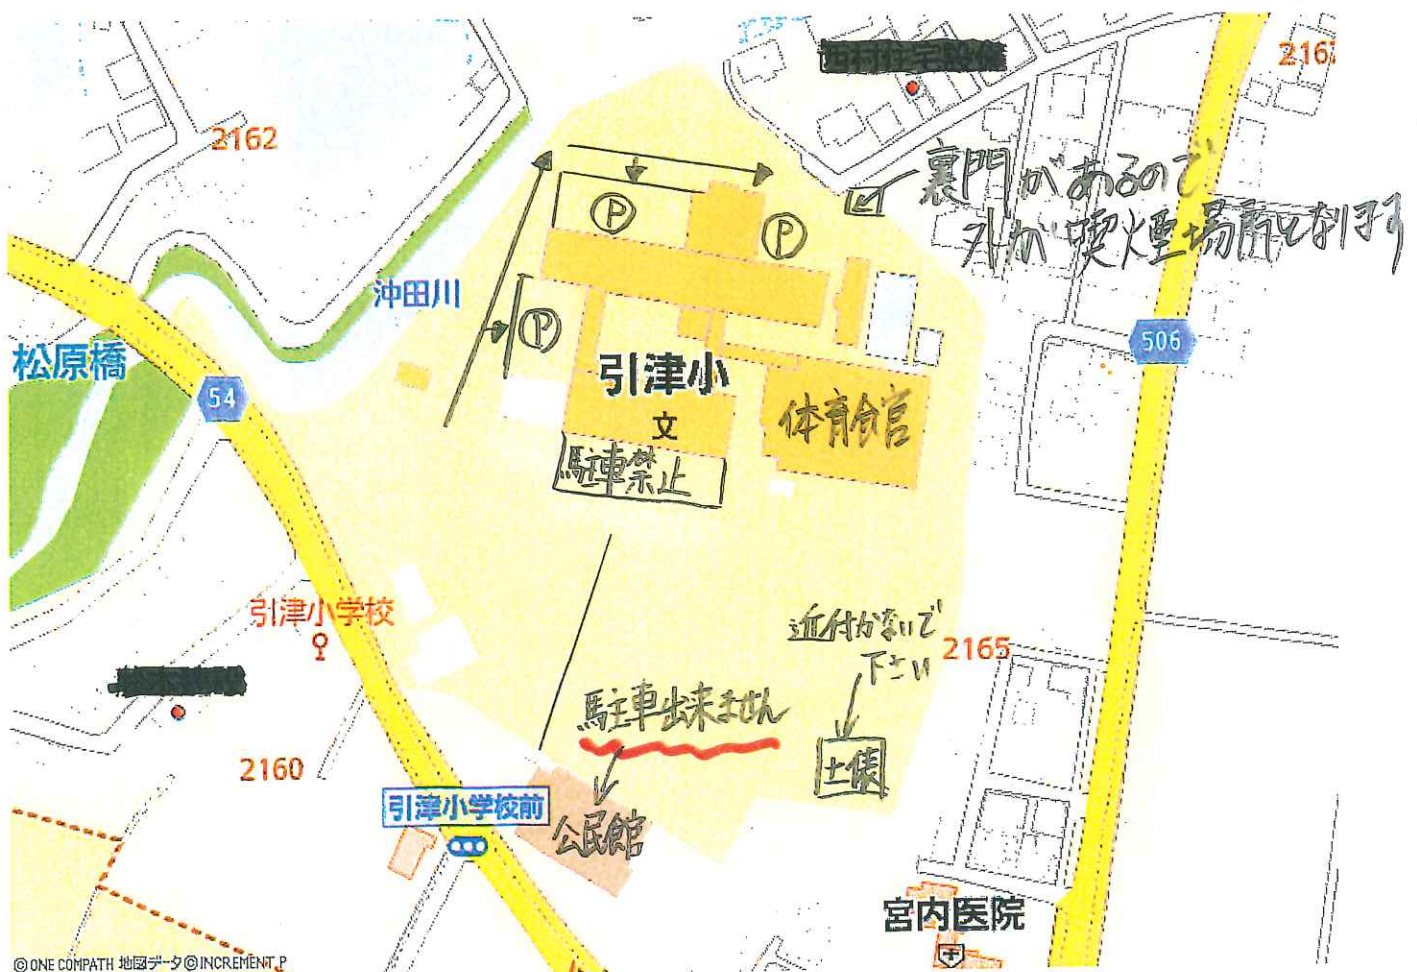 2162
216
裏門があるので
外が喫煙場所となります
P
P
P
沖田川
松原橋
54
506
引津小
文
体育館
駐車禁止
引津小学校
近付かないで
下さい
2165
駐車出来ません
土俵
2160
引津小学校前
公民館
宮内医院
©ONE COMPATH 地図データ©INCREMENT P